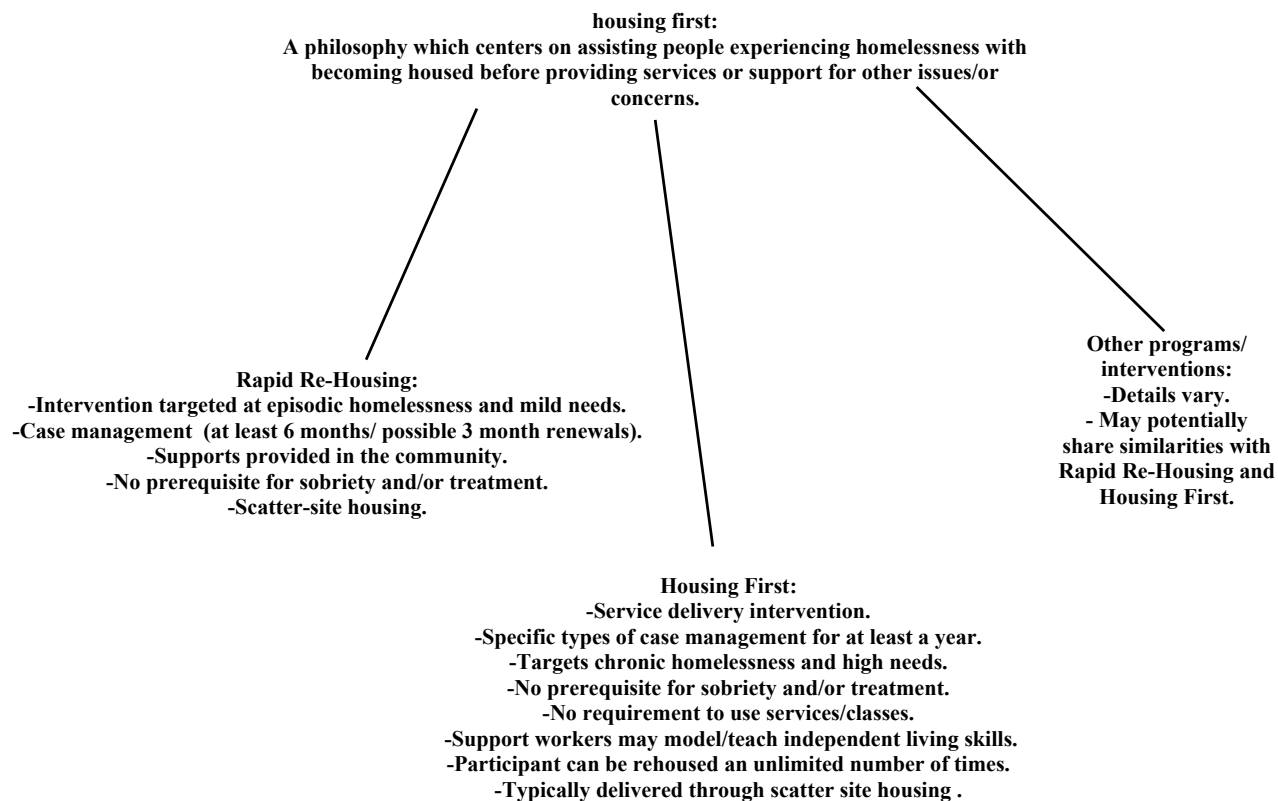 housing first:
A philosophy which centers on assisting people experiencing homelessness with
becoming housed before providing services or support for other issues/or
concerns.
Rapid Re-Housing:
-Intervention targeted at episodic homelessness and mild needs.
-Case management (at least 6 months/ possible 3 month renewals).
-Supports provided in the community.
-No prerequisite for sobriety and/or treatment.
-Scatter-site housing.
Housing First:
-Service delivery intervention.
-Specific types of case management for at least a year.
-Targets chronic homelessness and high needs.
-No prerequisite for sobriety and/or treatment.
-No requirement to use services/classes.
-Support workers may model/teach independent living skills.
-Participant can be rehoused an unlimited number of times.
-Typically delivered through scatter site housing .
Other programs/
interventions:
-Details vary.
- May potentially
share similarities with
Rapid Re-Housing and
Housing First.